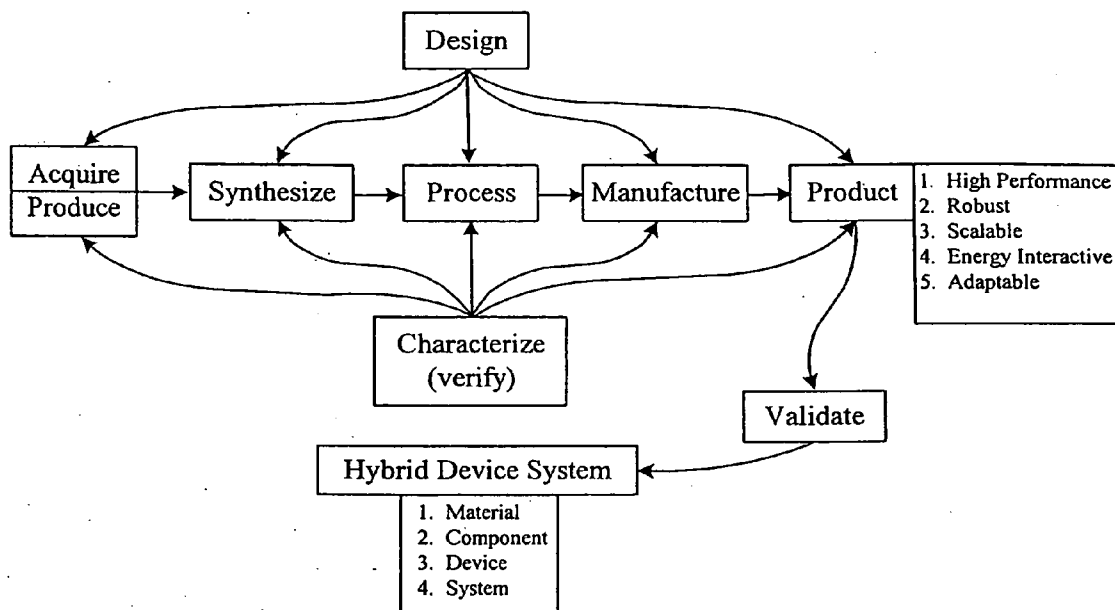 Design
Acquire
Produce
Synthesize
Process
Manufacture
Product
1. High Performance
2. Robust
3. Scalable
4. Energy Interactive
5. Adaptable
Characterize
(verify)
Validate
Hybrid Device System
1. Material
2. Component
3. Device
4. System